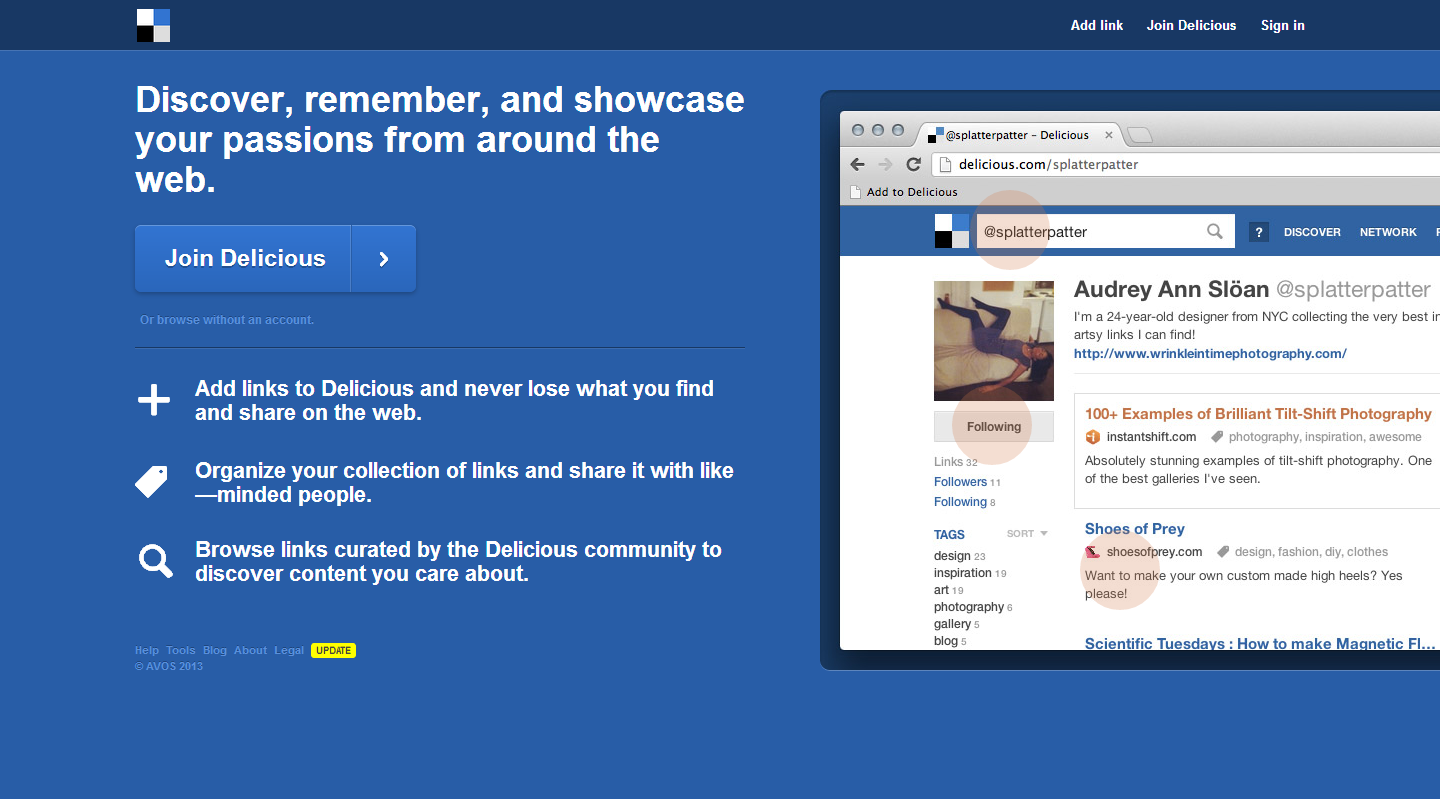 Add link Join Delicious Sign in
Discover, remember, and showcase
your passions from around the
web.
Join Delicious
Or browse without an account.
Add links to Delicious and never lose what you find
and share on the web.
Organize your collection of links and share it with like
—minded people.
Browse links curated by the Delicious community to
discover content you care about.
Help Tools Blog About Legal UPDATE
© AVOS 2013
@splatterpatter – Delicious
delicious.com/splatterpatter
Add to Delicious
@splatterpatter ? DISCOVER NETWORK
Audrey Ann Slöan @splatterpatter
I'm a 24-year-old designer from NYC collecting the very best in
artsy links I can find!
http://www.wrinkleintimephotography.com/
Following
Links 32
Followers 11
Following 8
TAGS SORT
design 23
inspiration 19
art 19
photography 6
gallery 5
blog 5
100+ Examples of Brilliant Tilt-Shift Photography
instantshift.com photography, inspiration, awesome
Absolutely stunning examples of tilt-shift photography. One
of the best galleries I've seen.
Shoes of Prey
shoesofprey.com design, fashion, diy, clothes
Want to make your own custom made high heels? Yes
please!
Scientific Tuesdays : How to make Magnetic Fl...